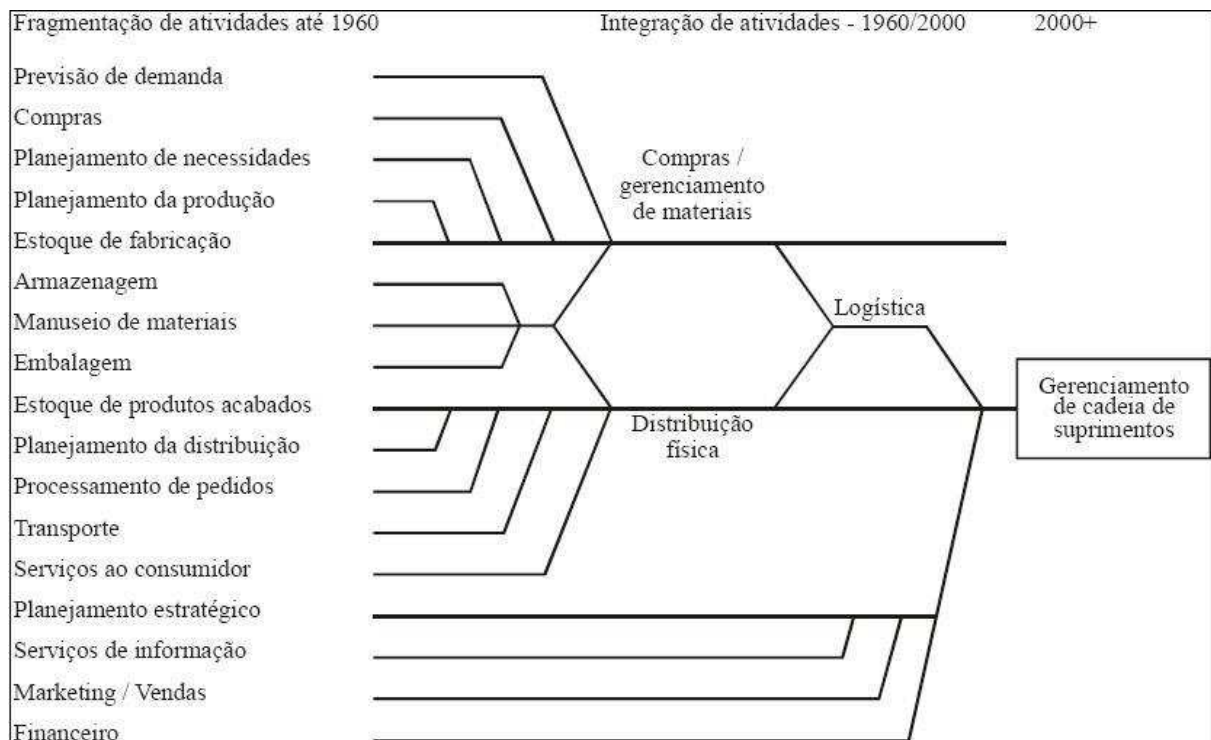 Fragmentação de atividades até 1960
Integração de atividades - 1960/2000
2000+
Previsão de demanda
Compras
Planejamento de necessidades
Planejamento da produção
Estoque de fabricação
Armazenagem
Manuseio de materiais
Embalagem
Estoque de produtos acabados
Planejamento da distribuição
Processamento de pedidos
Transporte
Serviços ao consumidor
Planejamento estratégico
Serviços de informação
Marketing / Vendas
Financeiro
Compras /
gerenciamento
de materiais
Distribuição
física
Logística
Gerenciamento
de cadeia de
suprimentos